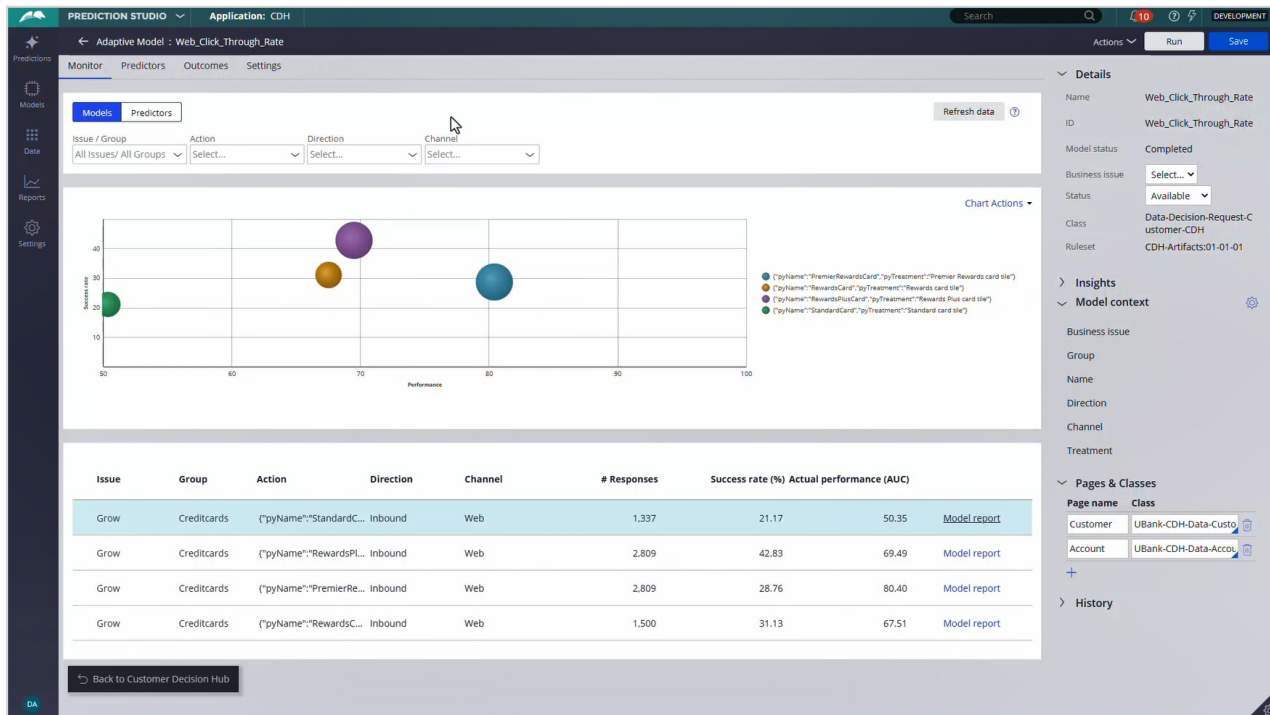 PREDICTION STUDIO Application: CDH Search 10 DEVELOPMENT
Adaptive Model : Web_Click_Through_Rate Actions Run Save
Predictions
Models
Data
Reports
Settings
DA
Monitor Predictors Outcomes Settings
Models Predictors Refresh data
Issue / Group Action Direction Channel
All Issues/ All Groups Select... Select... Select...
Chart Actions
Success rate
40
30
20
10
50 60 70 80 90 100
Performance
{"pyName":"PremierRewardsCard","pyTreatment":"Premier Rewards card tile"}
{"pyName":"RewardsCard","pyTreatment":"Rewards card tile"}
{"pyName":"RewardsPlusCard","pyTreatment":"Rewards Plus card tile"}
{"pyName":"StandardCard","pyTreatment":"Standard card tile"}
Issue Group Action Direction Channel # Responses Success rate (%) Actual performance (AUC)
Grow Creditcards {"pyName":"StandardC... Inbound Web 1,337 21.17 50.35 Model report
Grow Creditcards {"pyName":"RewardsPl... Inbound Web 2,809 42.83 69.49 Model report
Grow Creditcards {"pyName":"PremierRe... Inbound Web 2,809 28.76 80.40 Model report
Grow Creditcards {"pyName":"RewardsC... Inbound Web 1,500 31.13 67.51 Model report
Back to Customer Decision Hub
Details
Name Web_Click_Through_Rate
ID Web_Click_Through_Rate
Model status Completed
Business issue Select...
Status Available
Class Data-Decision-Request-C
ustomer-CDH
Ruleset CDH-Artifacts:01-01-01
Insights
Model context
Business issue
Group
Name
Direction
Channel
Treatment
Pages & Classes
Page name Class
Customer UBank-CDH-Data-Custo
Account UBank-CDH-Data-Accou
History